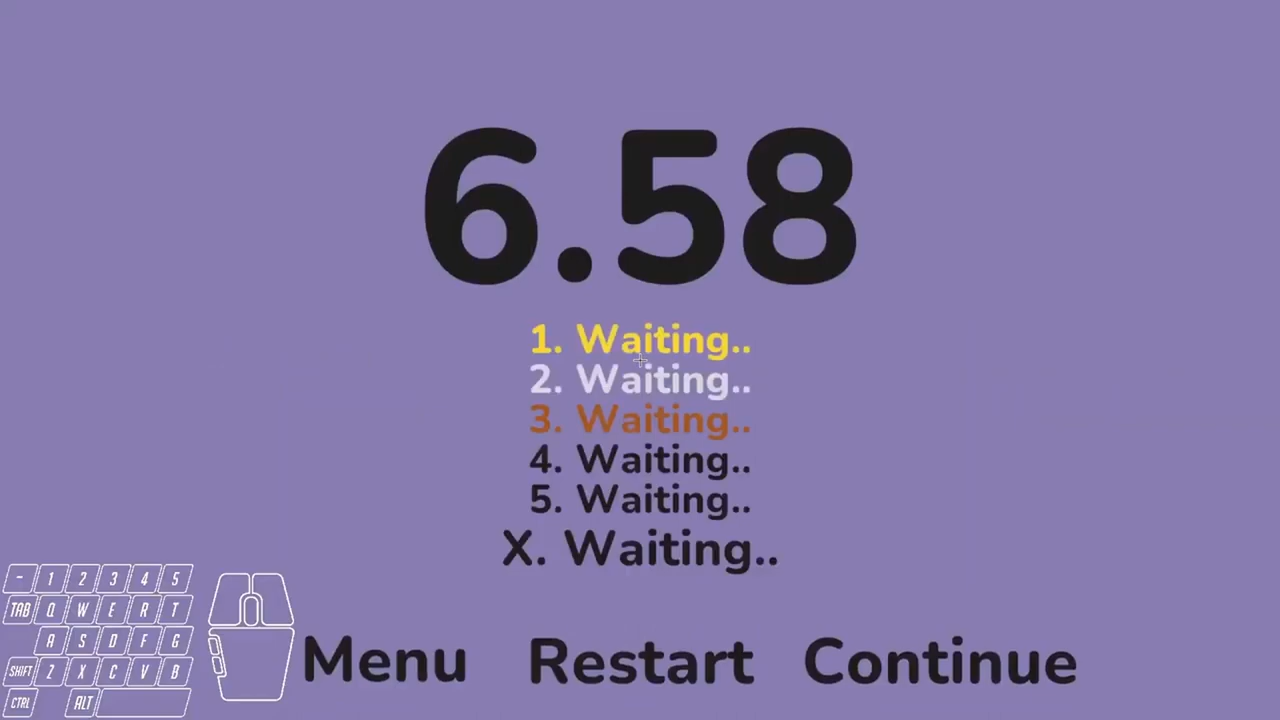 6.58
1. Waiting..
2. Waiting..
3. Waiting..
4. Waiting..
5. Waiting..
X. Waiting..
Menu Restart Continue
~ 1 2 3 4 5
TAB Q W E R T
A S D F G
SHIFT Z X C V B
CTRL ALT